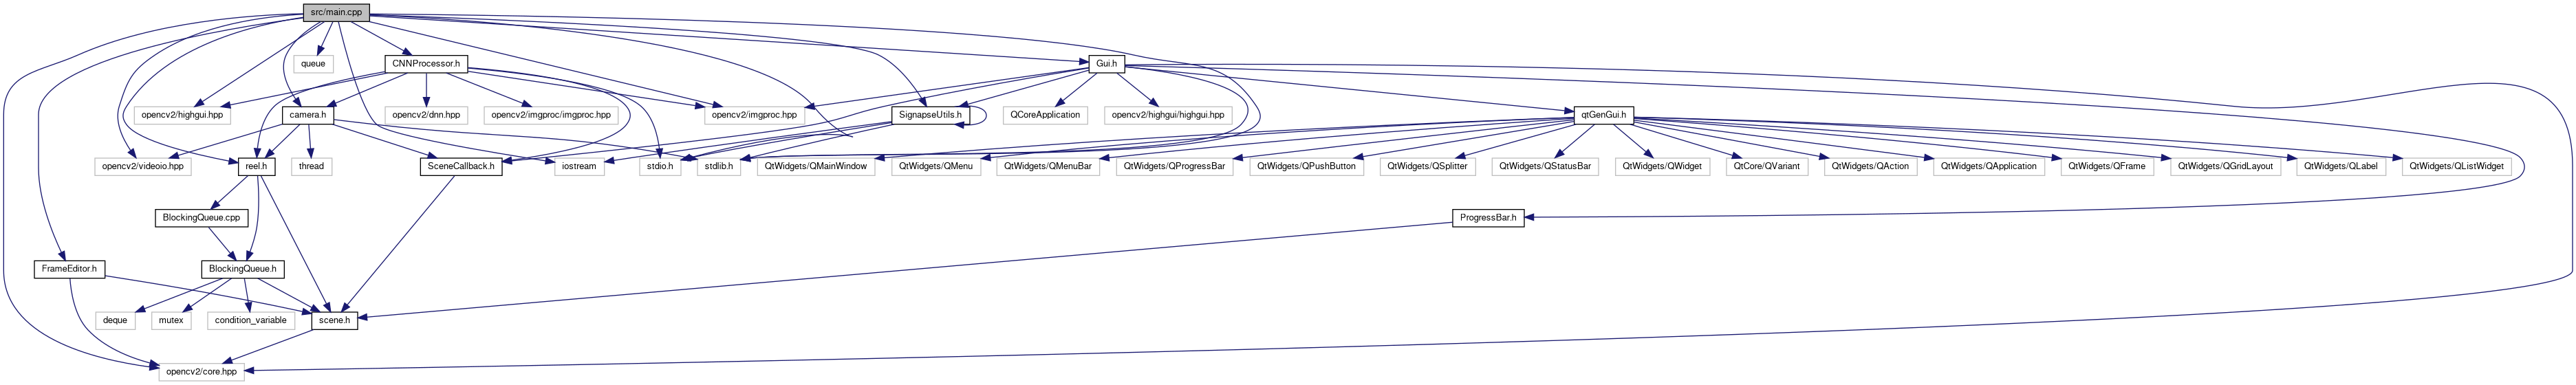 src/main.cpp
queue
CNNProcessor.h
Gui.h
opencv2/highgui.hpp
camera.h
opencv2/dnn.hpp
opencv2/imgproc/imgproc.hpp
opencv2/imgproc.hpp
SignapseUtils.h
QCoreApplication
opencv2/highgui/highgui.hpp
qtGenGui.h
opencv2/videoio.hpp
reel.h
thread
SceneCallback.h
iostream
stdio.h
stdlib.h
QtWidgets/QMainWindow
QtWidgets/QMenu
QtWidgets/QMenuBar
QtWidgets/QProgressBar
QtWidgets/QPushButton
QtWidgets/QSplitter
QtWidgets/QStatusBar
QtWidgets/QWidget
QtCore/QVariant
QtWidgets/QAction
QtWidgets/QApplication
QtWidgets/QFrame
QtWidgets/QGridLayout
QtWidgets/QLabel
QtWidgets/QListWidget
BlockingQueue.cpp
ProgressBar.h
FrameEditor.h
BlockingQueue.h
deque
mutex
condition_variable
scene.h
opencv2/core.hpp